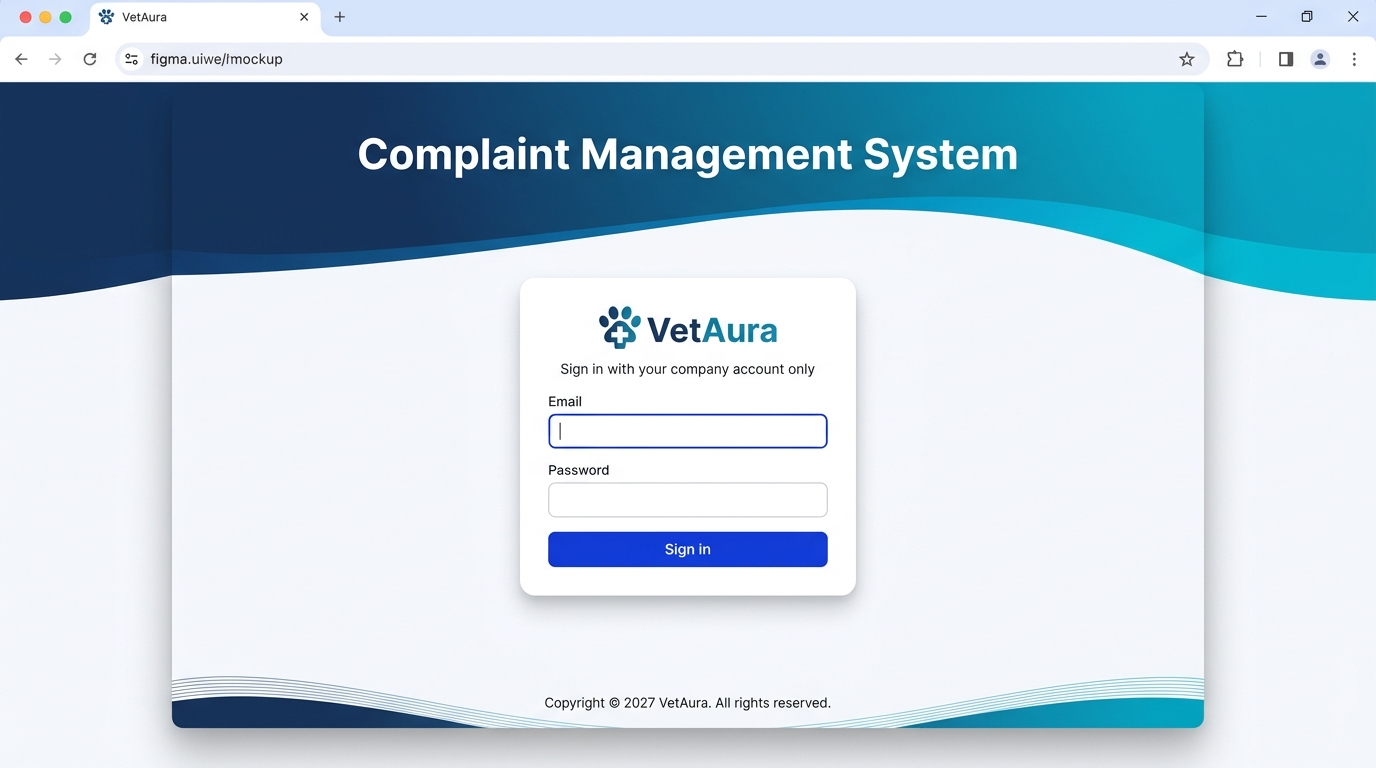 VetAura
figma.uiwe/!mockup
Complaint Management System
VetAura
Sign in with your company account only
Email
Password
Sign in
Copyright © 2027 VetAura. All rights reserved.